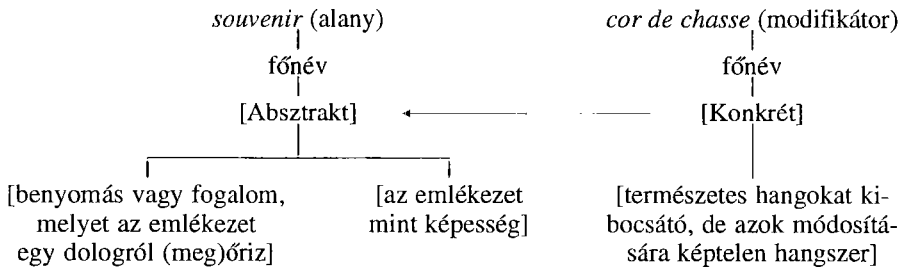 souvenir (alany)
főnév
[Absztrakt]
[benyomás vagy fogalom,
melyet az emlékezet
egy dologról (meg)őriz]
[az emlékezet
mint képesség]
cor de chasse (modifikátor)
főnév
[Konkrét]
[természetes hangokat ki-
bocsátó, de azok módosítá-
sára képtelen hangszer]